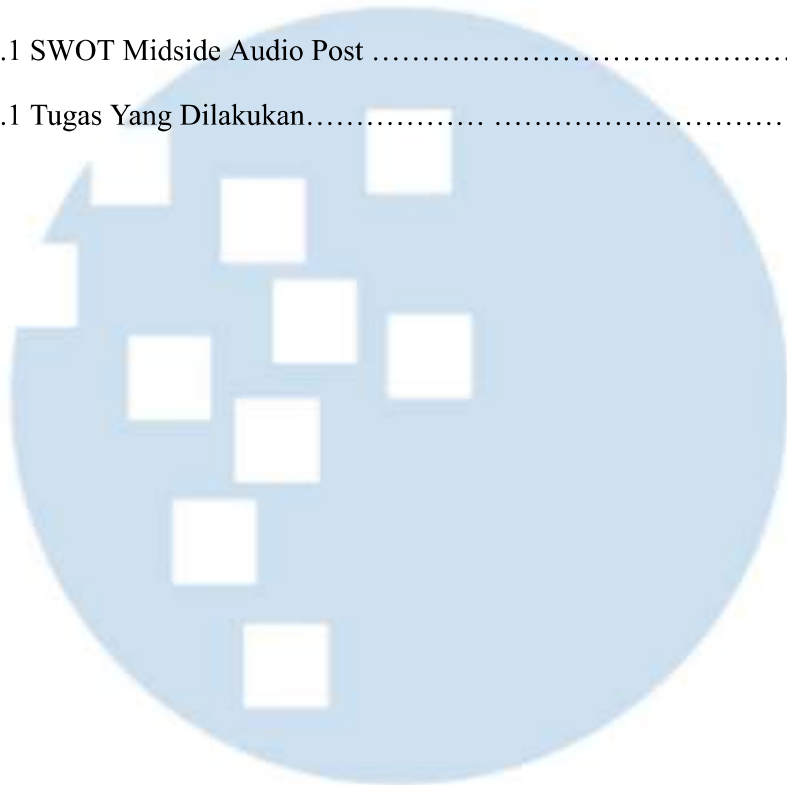 .1 SWOT Midside Audio Post ……………………………………
.1 Tugas Yang Dilakukan……………… ………………………